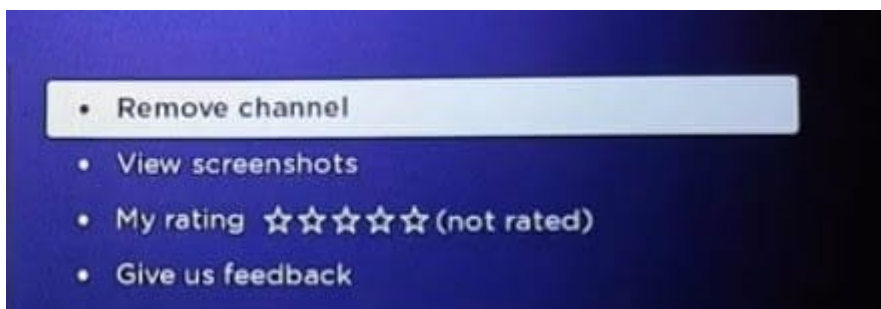 • Remove channel
• View screenshots
• My rating ☆☆☆☆☆ (not rated)
• Give us feedback